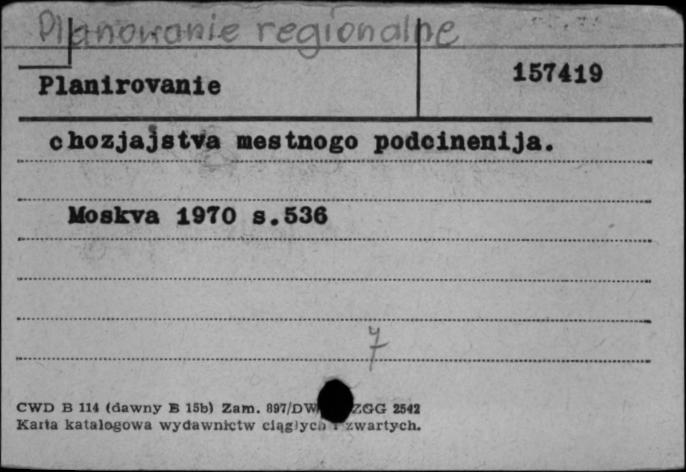 Planowanie regionalne
Planirovanie
157419
chozjajstva mestnogo podcinenija.
Moskva 1970 s.536
7
CWD B 114 (dawny B 15b) Zam. 897/DW ZGG 2542
Karta katalogowa wydawnictw ciągłych i zwartych.